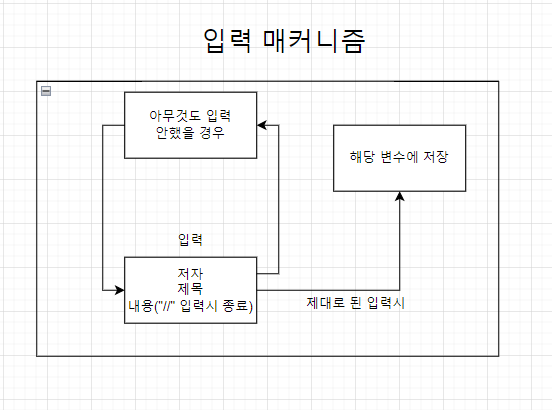 입력 매커니즘
아무것도 입력
안했을 경우
해당 변수에 저장
입력
저자
제목
내용("//" 입력시 종료)
제대로 된 입력시